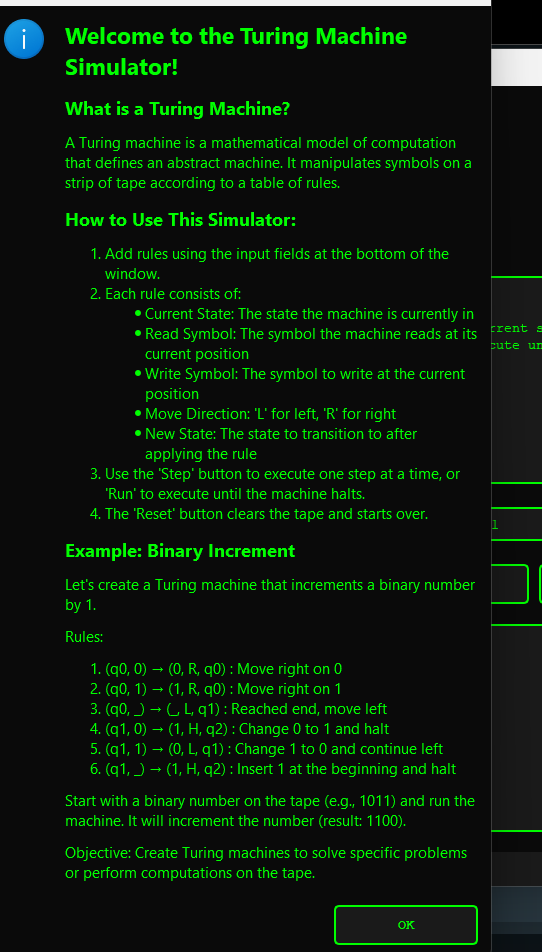 Welcome to the Turing Machine
Simulator!
What is a Turing Machine?
A Turing machine is a mathematical model of computation
that defines an abstract machine. It manipulates symbols on a
strip of tape according to a table of rules.
How to Use This Simulator:
1. Add rules using the input fields at the bottom of the
window.
2. Each rule consists of:
• Current State: The state the machine is currently in
• Read Symbol: The symbol the machine reads at its
current position
• Write Symbol: The symbol to write at the current
position
• Move Direction: 'L' for left, 'R' for right
• New State: The state to transition to after
applying the rule
3. Use the 'Step' button to execute one step at a time, or
'Run' to execute until the machine halts.
4. The 'Reset' button clears the tape and starts over.
Example: Binary Increment
Let's create a Turing machine that increments a binary number
by 1.
Rules:
1. (q0, 0) → (0, R, q0) : Move right on 0
2. (q0, 1) → (1, R, q0) : Move right on 1
3. (q0, _) → (_, L, q1) : Reached end, move left
4. (q1, 0) → (1, H, q2) : Change 0 to 1 and halt
5. (q1, 1) → (0, L, q1) : Change 1 to 0 and continue left
6. (q1, _) → (1, H, q2) : Insert 1 at the beginning and halt
Start with a binary number on the tape (e.g., 1011) and run the
machine. It will increment the number (result: 1100).
Objective: Create Turing machines to solve specific problems
or perform computations on the tape.
OK